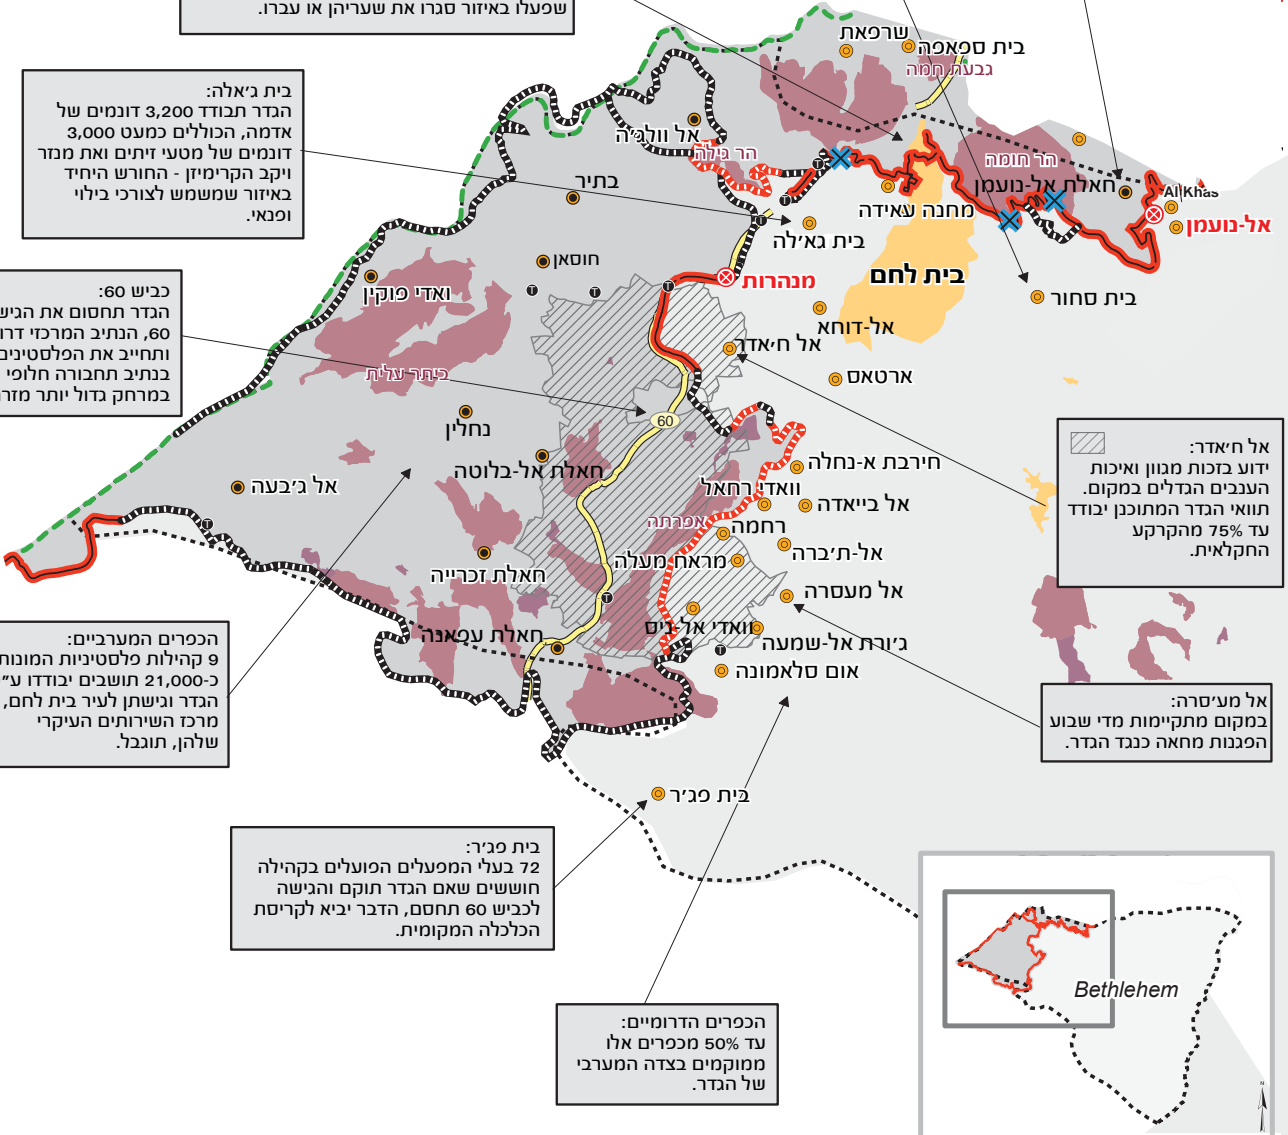 שפעלו באיזור סגרו את שעריהן או עברו.
שרפאת
בית ספאפה
גבעת חמה
בית ג'אלה:
הגדר תבודד 3,200 דונמים של
אדמה, הכוללים כמעט 3,000
דונמים של מטעי זיתים ואת מנזר
ויקב הקרימיזן - החורש היחיד
באיזור שמשמש לצורכי בילוי
ופנאי.
אל וולג'ה
הר גילה
הר חומה
חאלת אל-נועמן
Al Khas
אל-נועמן
בתיר
מחנה עאידה
בית גא'לה
חוסאן
בית לחם
מנהרות
בית סחור
ואדי פוקין
כביש 60:
הגדר תחסום את הגיש
60, הנתיב המרכזי דרו
ותחייב את הפלסטינים
בנתיב תחבורה חלופי
במרחק גדול יותר מזרח
אל-דוחא
אל ח'אדר
ביתר עלית
ארטאס
60
נחלין
אל ח'אדר:
ידוע בזכות מגוון ואיכות
הענבים הגדלים במקום.
תוואי הגדר המתוכנן יבודד
עד 75% מהקרקע
החקלאית.
חאלת אל-בלוטה
חירבת א-נחלה
אל ג'בעה
וואדי רחאל
אל בייאדה
אפרתה
רחמה
אל-ת'ברה
מראח מעלה
חאלת זכרייה
אל מעסרה
הכפרים המערביים:
9 קהילות פלסטיניות המונות
כ-21,000 תושבים יבודדו ע"י
הגדר וגישתן לעיר בית לחם,
מרכז השירותים העיקרי
שלהן, תוגבל.
וואדי אל-ניס
חאלת עפאנה
ג'ורת אל-שמעה
אום סלאמונה
אל מע'סרה:
במקום מתקיימות מדי שבוע
הפגנות מחאה כנגד הגדר.
בית פג'ר
בית פג'ר:
72 בעלי המפעלים הפועלים בקהילה
חוששים שאם הגדר תוקם והגישה
לכביש 60 תחסם, הדבר יביא לקריסת
הכלכלה המקומית.
Bethlehem
הכפרים הדרומיים:
עד 50% מכפרים אלו
ממוקמים בצדה המערבי
של הגדר.